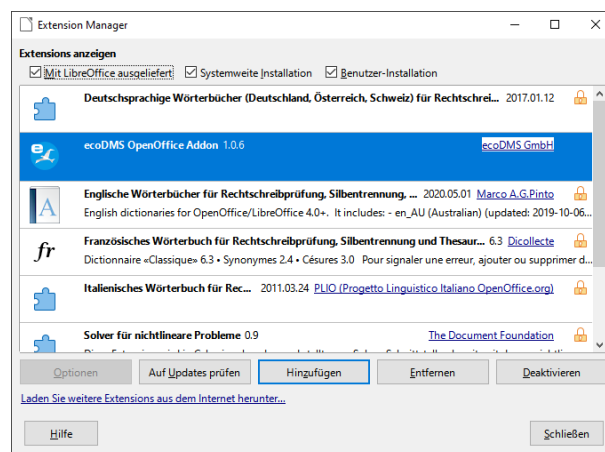 Extension Manager
Extensions anzeigen
Mit LibreOffice ausgeliefert Systemweite Installation Benutzer-Installation
Deutschsprachige Wörterbücher (Deutschland, Österreich, Schweiz) für Rechtschrei... 2017.01.12
ecoDMS OpenOffice Addon 1.0.6 ecoDMS GmbH
Englische Wörterbücher für Rechtschreibprüfung, Silbentrennung, ... 2020.05.01 Marco A.G.Pinto
English dictionaries for OpenOffice/LibreOffice 4.0+. It includes: - en_AU (Australian) (updated: 2019-10-06...
Französisches Wörterbuch für Rechtschreibprüfung, Silbentrennung und Thesaur... 6.3 Dicollecte
Dictionnaire «Classique» 6.3 • Synonymes 2.4 • Césures 3.0 Pour signaler une erreur, ajouter ou supprimer d...
Italienisches Wörterbuch für Rec... 2011.03.24 PLIO (Progetto Linguistico Italiano OpenOffice.org)
Solver für nichtlineare Probleme 0.9 The Document Foundation
Optionen Auf Updates prüfen Hinzufügen Entfernen Deaktivieren
Laden Sie weitere Extensions aus dem Internet herunter...
Hilfe Schließen